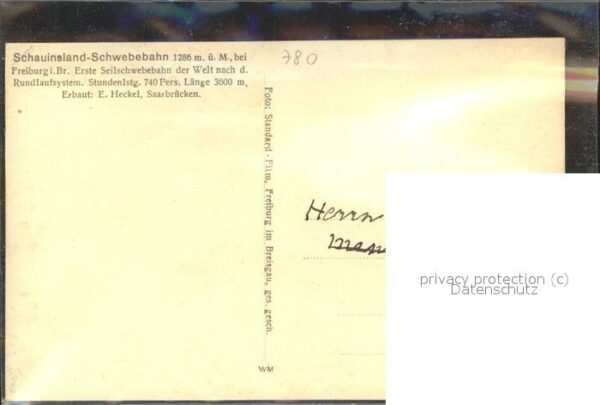 Schauinsland-Schwebebahn 1286 m. ü. M., bei
Freiburg i. Br. Erste Seilschwebebahn der Welt nach d.
Rundlaufsystem. Stundenlstg. 740 Pers. Länge 3600 m,
Erbaut: E. Heckel, Saarbrücken.
780
Foto: Standard-Film, Freiburg im Breisgau, ges. gesch.
Herrn
WM
privacy protection (c)
Datenschutz